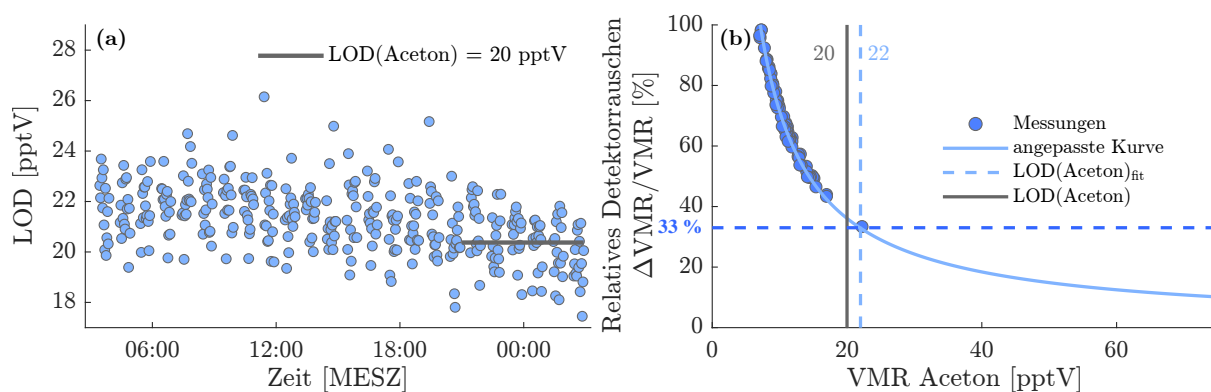 (a)
LOD(Aceton) = 20 pptV
LOD [pptV]
28
26
24
22
20
18
06:00
12:00
18:00
00:00
Zeit [MESZ]
(b)
Relatives Detektorrauschen
ΔVMR/VMR [%]
100
80
60
40
33 %
20
0
20
22
Messungen
angepasste Kurve
LOD(Aceton)fit
LOD(Aceton)
0
20
40
60
VMR Aceton [pptV]